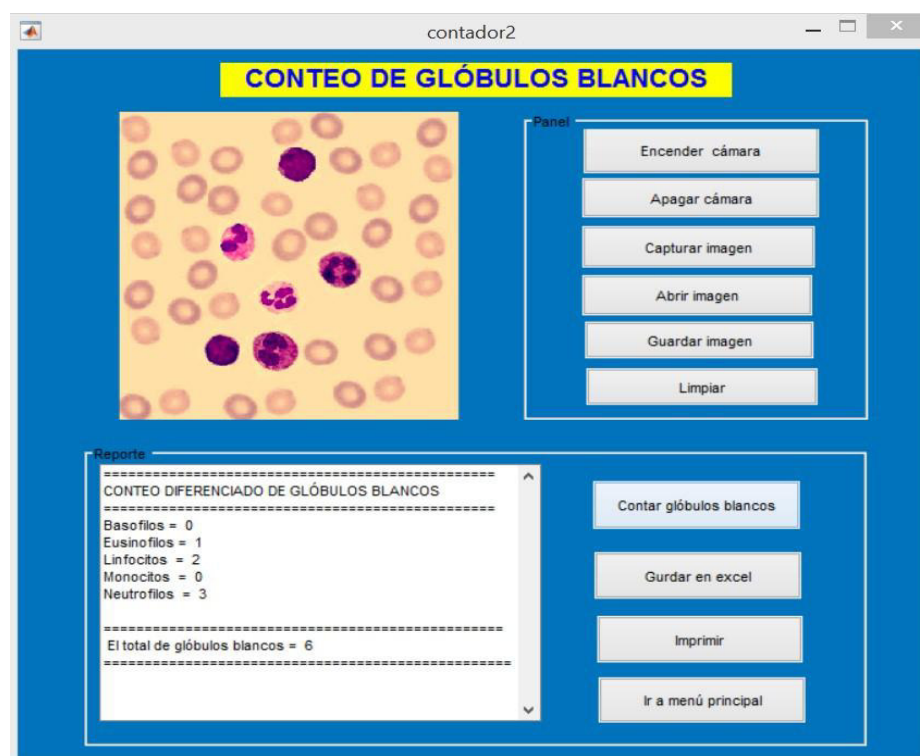 contador2
CONTEO DE GLÓBULOS BLANCOS
Panel
Encender cámara
Apagar cámara
Capturar imagen
Abrir imagen
Guardar imagen
Limpiar
Reporte
================================================
CONTEO DIFERENCIADO DE GLÓBULOS BLANCOS
================================================
Basofilos = 0
Eusinofilos = 1
Linfocitos = 2
Monocitos = 0
Neutrofilos = 3
=================================================
El total de glóbulos blancos = 6
==================================================
Contar glóbulos blancos
Gurdar en excel
Imprimir
Ir a menú principal